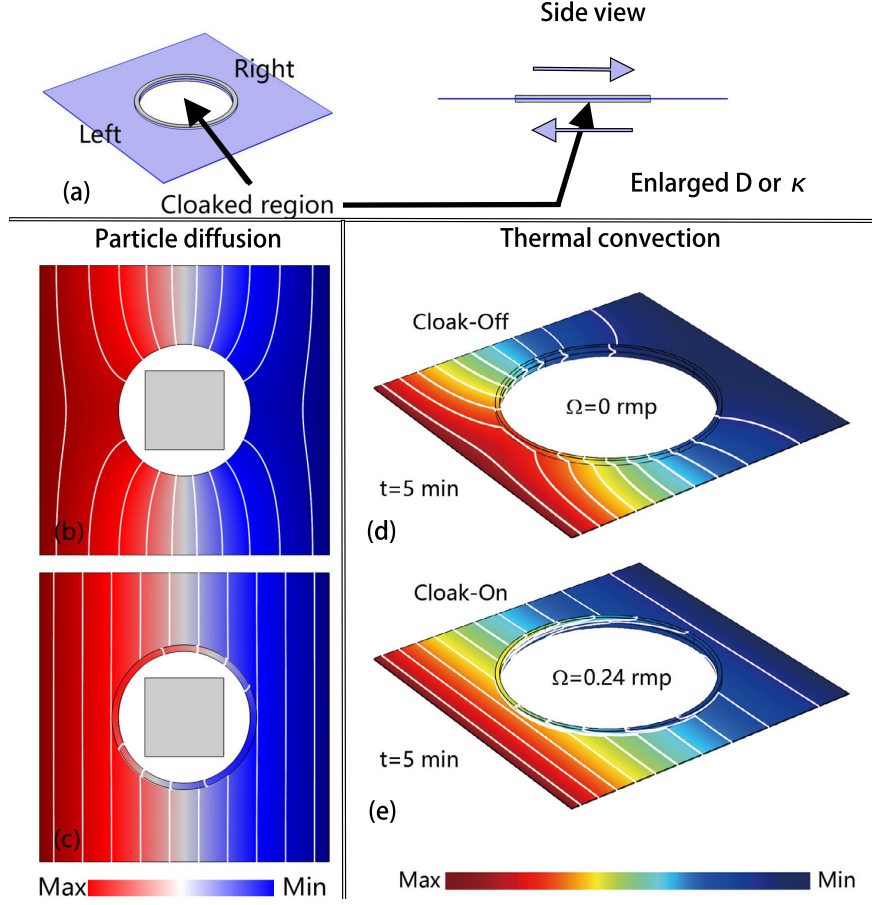 Side view
Right
Left
(a)
Cloaked region
Enlarged D or κ
Particle diffusion
Thermal convection
(b)
(c)
Max
Min
Cloak-Off
Ω=0 rmp
t=5 min
(d)
Cloak-On
Ω=0.24 rmp
t=5 min
(e)
Max
Min